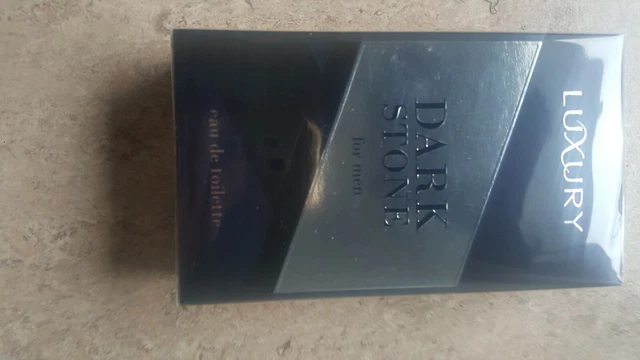 LUXURY
DARK
STONE
for men
eau de toilette